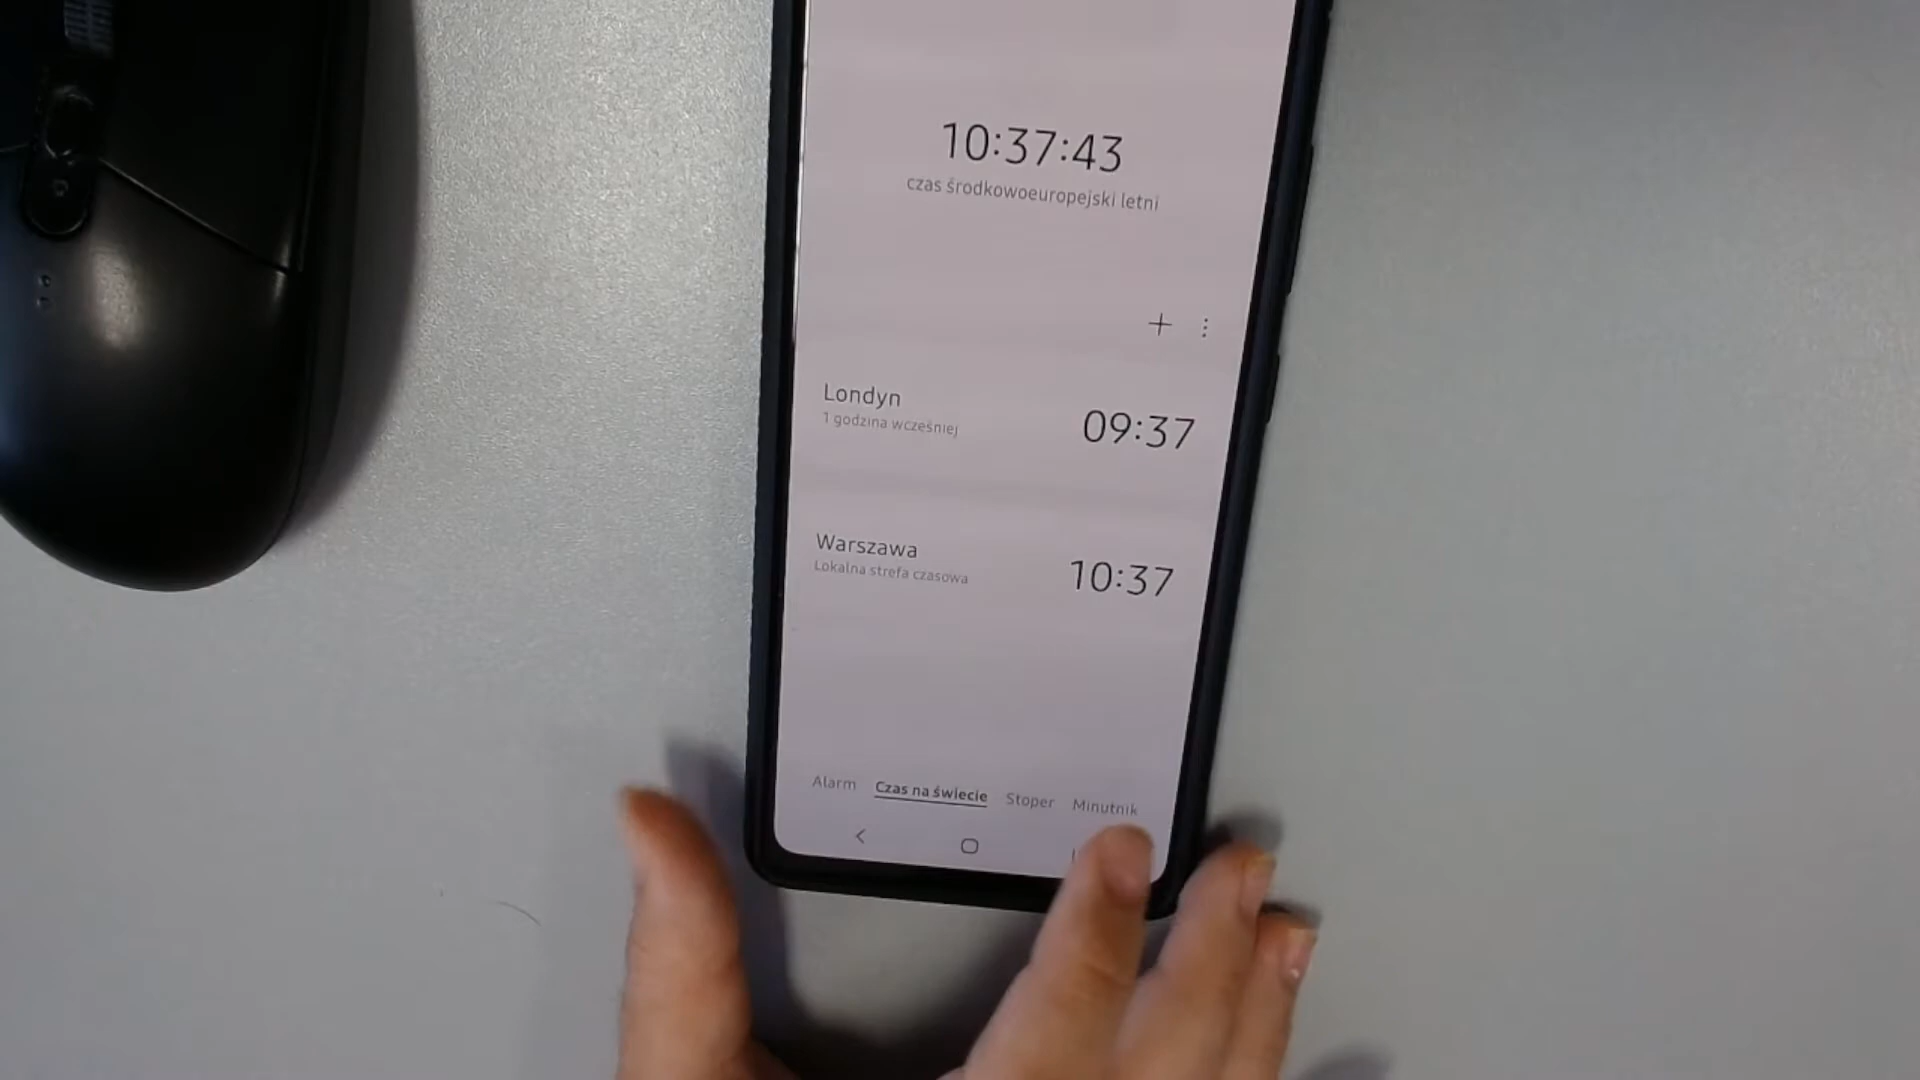 10:37:43
czas środkowoeuropejski letni
Londyn
1 godzina wcześniej
09:37
Warszawa
Lokalna strefa czasowa
10:37
Alarm Czas na świecie Stoper Minutnik